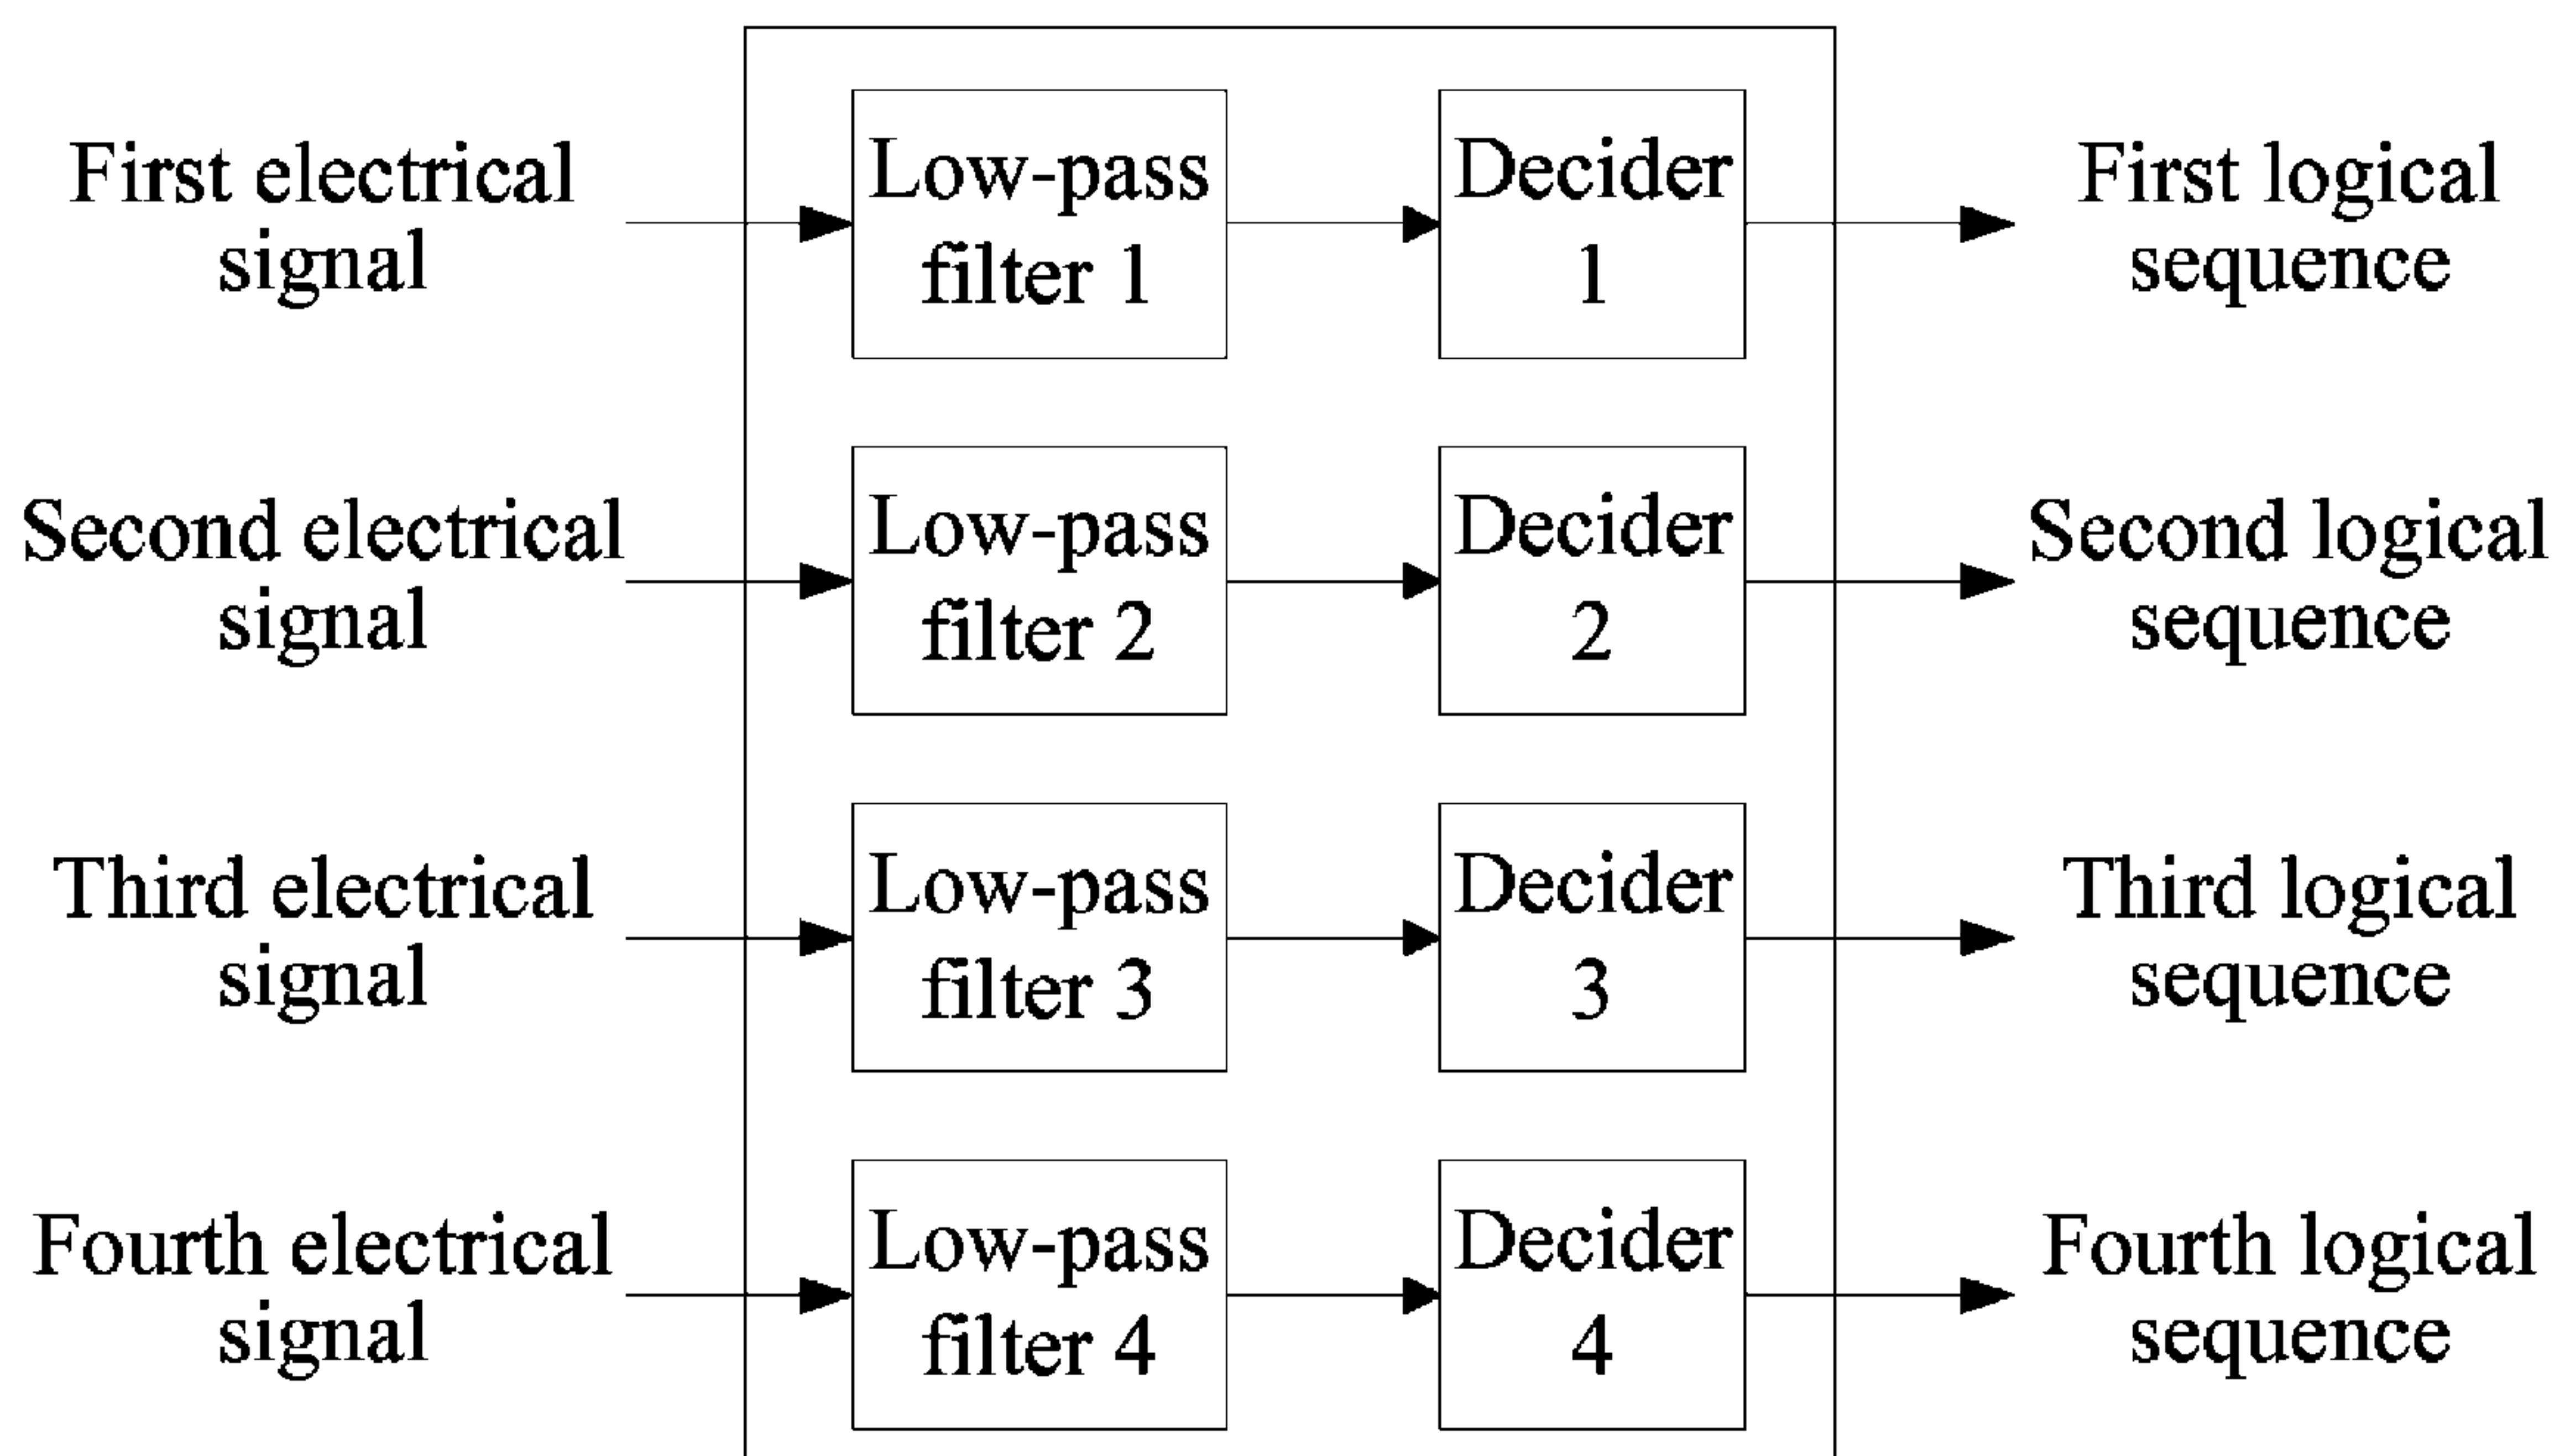 First electrical
signal
Low-pass
filter 1
Decider
1
First logical
sequence
Second electrical
signal
Low-pass
filter 2
Decider
2
Second logical
sequence
Third electrical
signal
Low-pass
filter 3
Decider
3
Third logical
sequence
Fourth electrical
signal
Low-pass
filter 4
Decider
4
Fourth logical
sequence